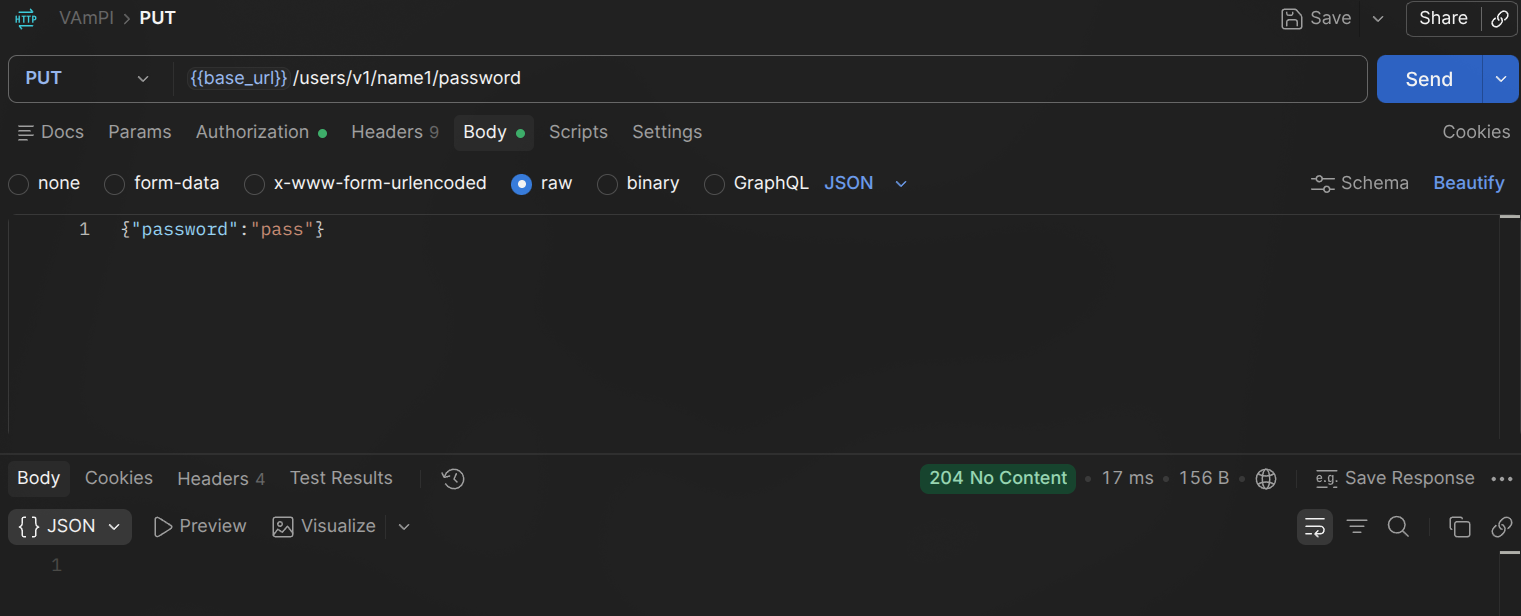 HTTP VAmPI > PUT Save Share
PUT {{base_url}}/users/v1/name1/password Send
Docs Params Authorization Headers 9 Body Scripts Settings Cookies
none form-data x-www-form-urlencoded raw binary GraphQL JSON Schema Beautify
1 {"password":"pass"}
Body Cookies Headers 4 Test Results 204 No Content • 17 ms • 156 B • e.g. Save Response
{} JSON Preview Visualize
1